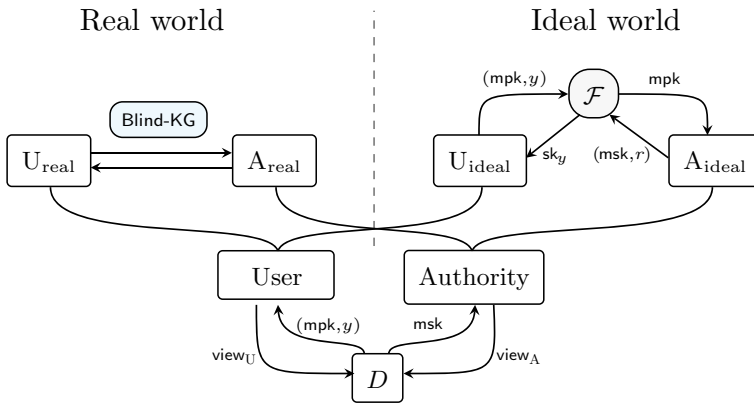 Real world
Ideal world
(mpk, y)
mpk
F
Blind-KG
sk_y
(msk, r)
U_real
A_real
U_ideal
A_ideal
User
Authority
(mpk, y)
msk
view_U
view_A
D